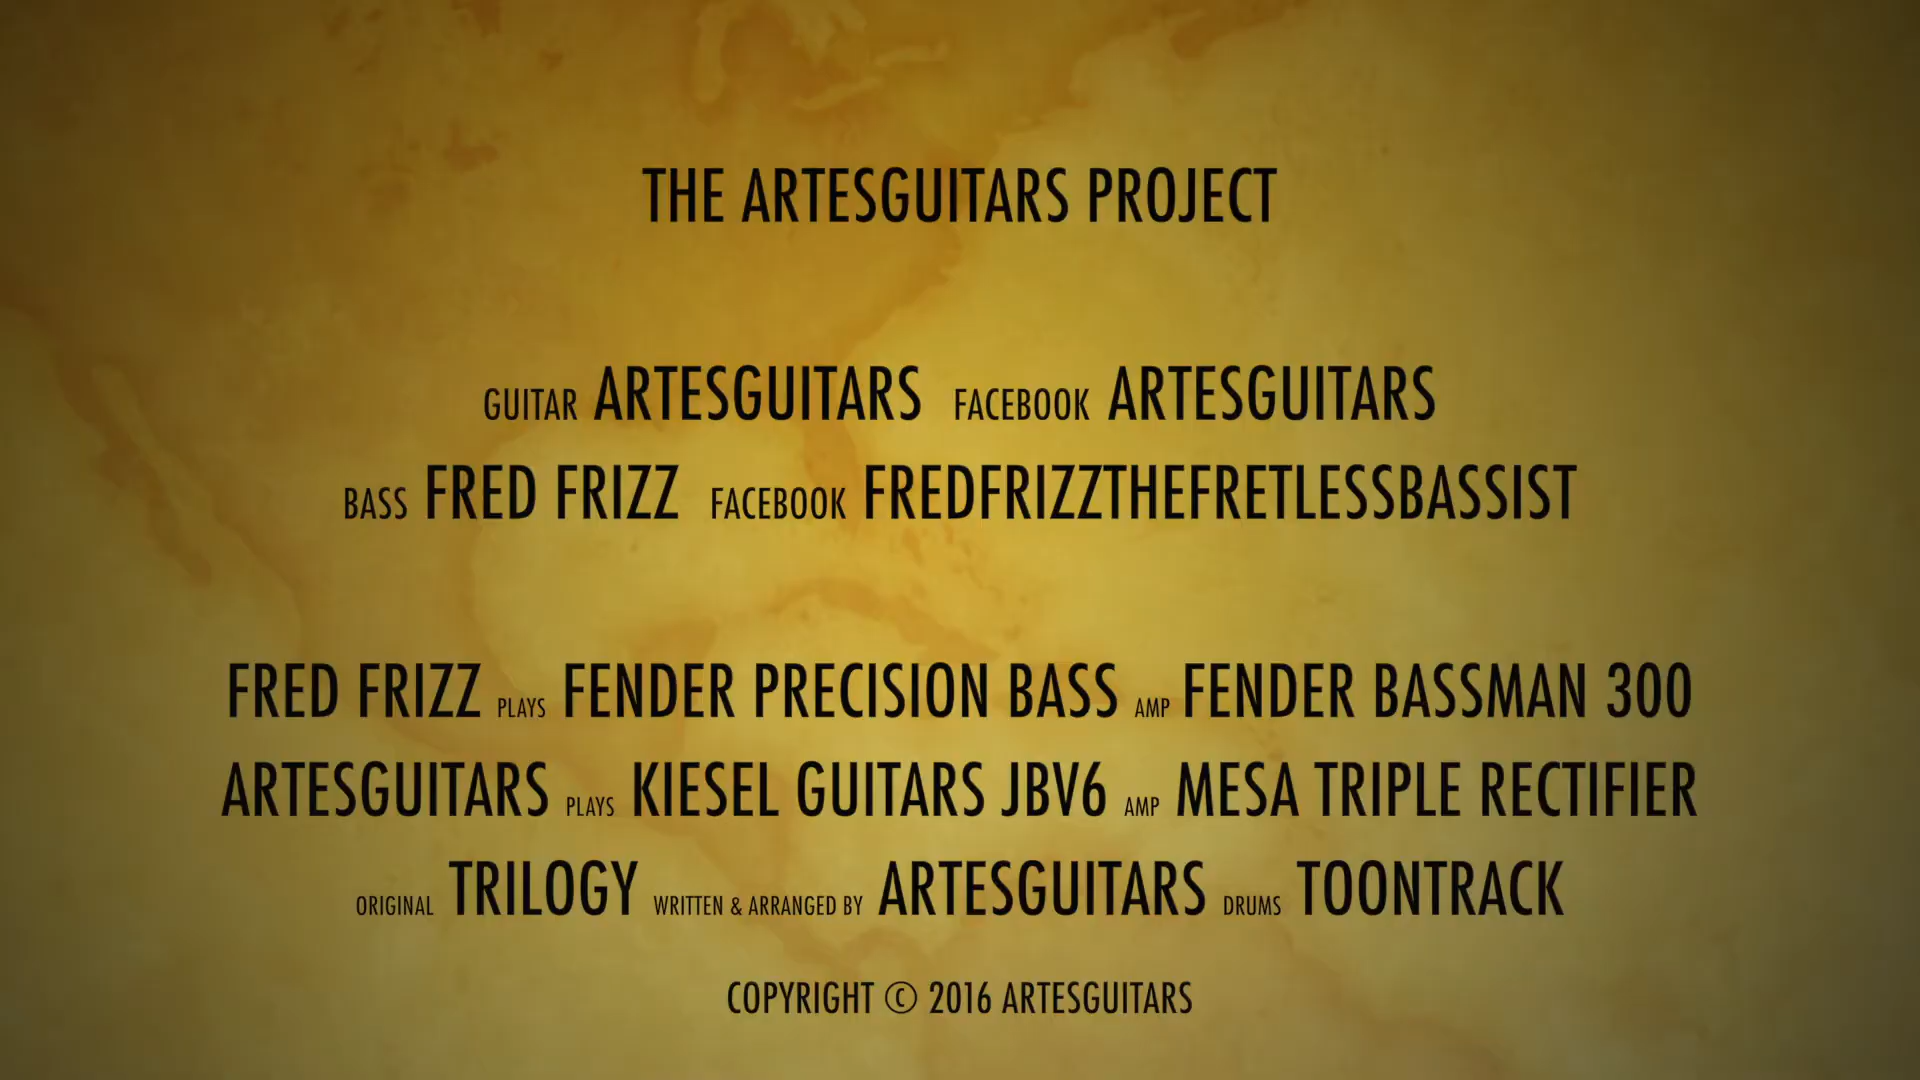 THE ARTESGUITARS PROJECT
GUITAR ARTESGUITARS FACEBOOK ARTESGUITARS
BASS FRED FRIZZ FACEBOOK FREDFRIZZTHEFRETLESSBASSIST
FRED FRIZZ PLAYS FENDER PRECISION BASS AMP FENDER BASSMAN 300
ARTESGUITARS PLAYS KIESEL GUITARS JBV6 AMP MESA TRIPLE RECTIFIER
ORIGINAL TRILOGY WRITTEN & ARRANGED BY ARTESGUITARS DRUMS TOONTRACK
COPYRIGHT © 2016 ARTESGUITARS